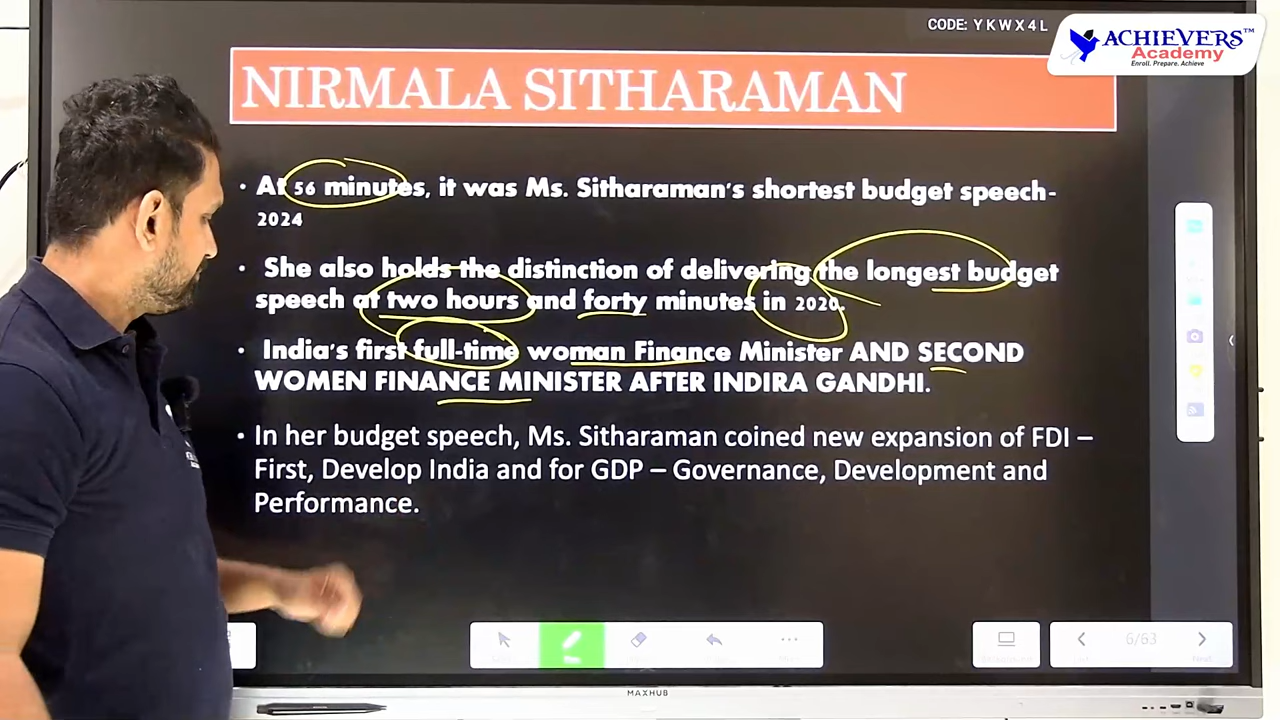 CODE: Y K W X 4 L
ACHIEVERS™
Academy
Enroll. Prepare. Achieve
NIRMALA SITHARAMAN
• At 56 minutes, it was Ms. Sitharaman's shortest budget speech-
2024
• She also holds the distinction of delivering the longest budget
speech at two hours and forty minutes in 2020.
• India's first full-time woman Finance Minister AND SECOND
WOMEN FINANCE MINISTER AFTER INDIRA GANDHI.
• In her budget speech, Ms. Sitharaman coined new expansion of FDI –
First, Develop India and for GDP – Governance, Development and
Performance.
6/63
MAXHUB